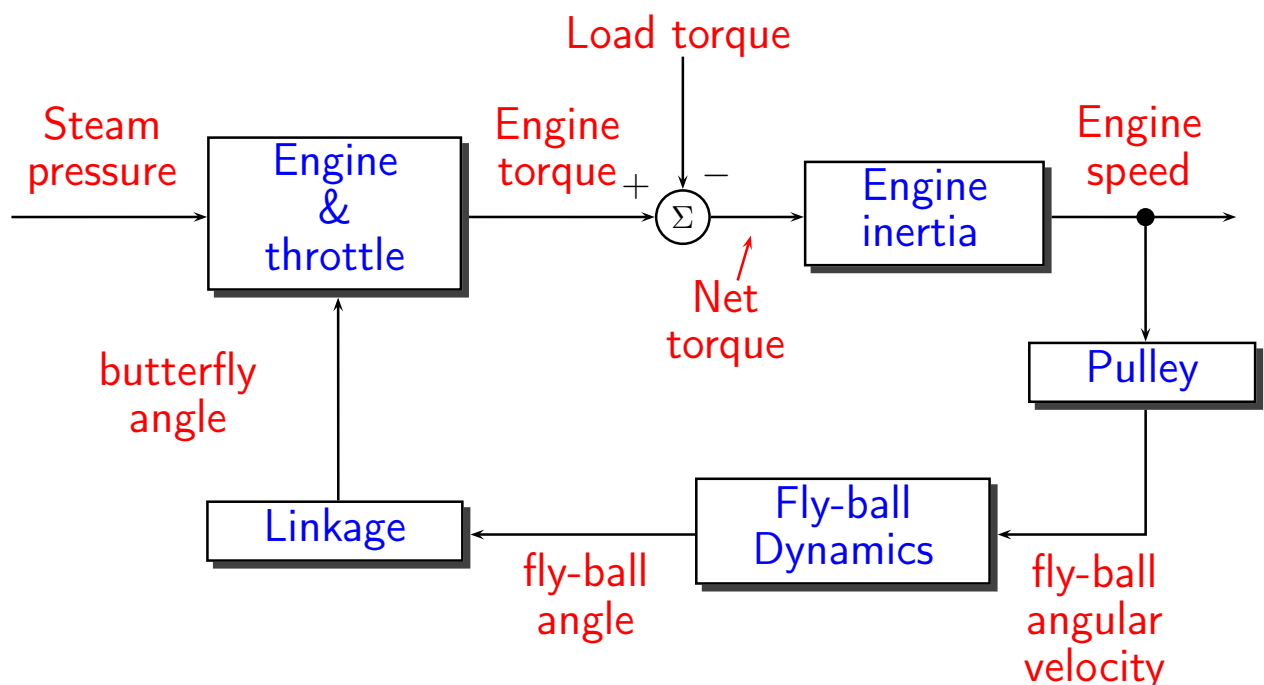 Load torque
Steam
pressure
Engine
&
throttle
Engine
torque
+
−
Σ
Engine
inertia
Engine
speed
Net
torque
butterfly
angle
Pulley
Linkage
Fly-ball
Dynamics
fly-ball
angle
fly-ball
angular
velocity